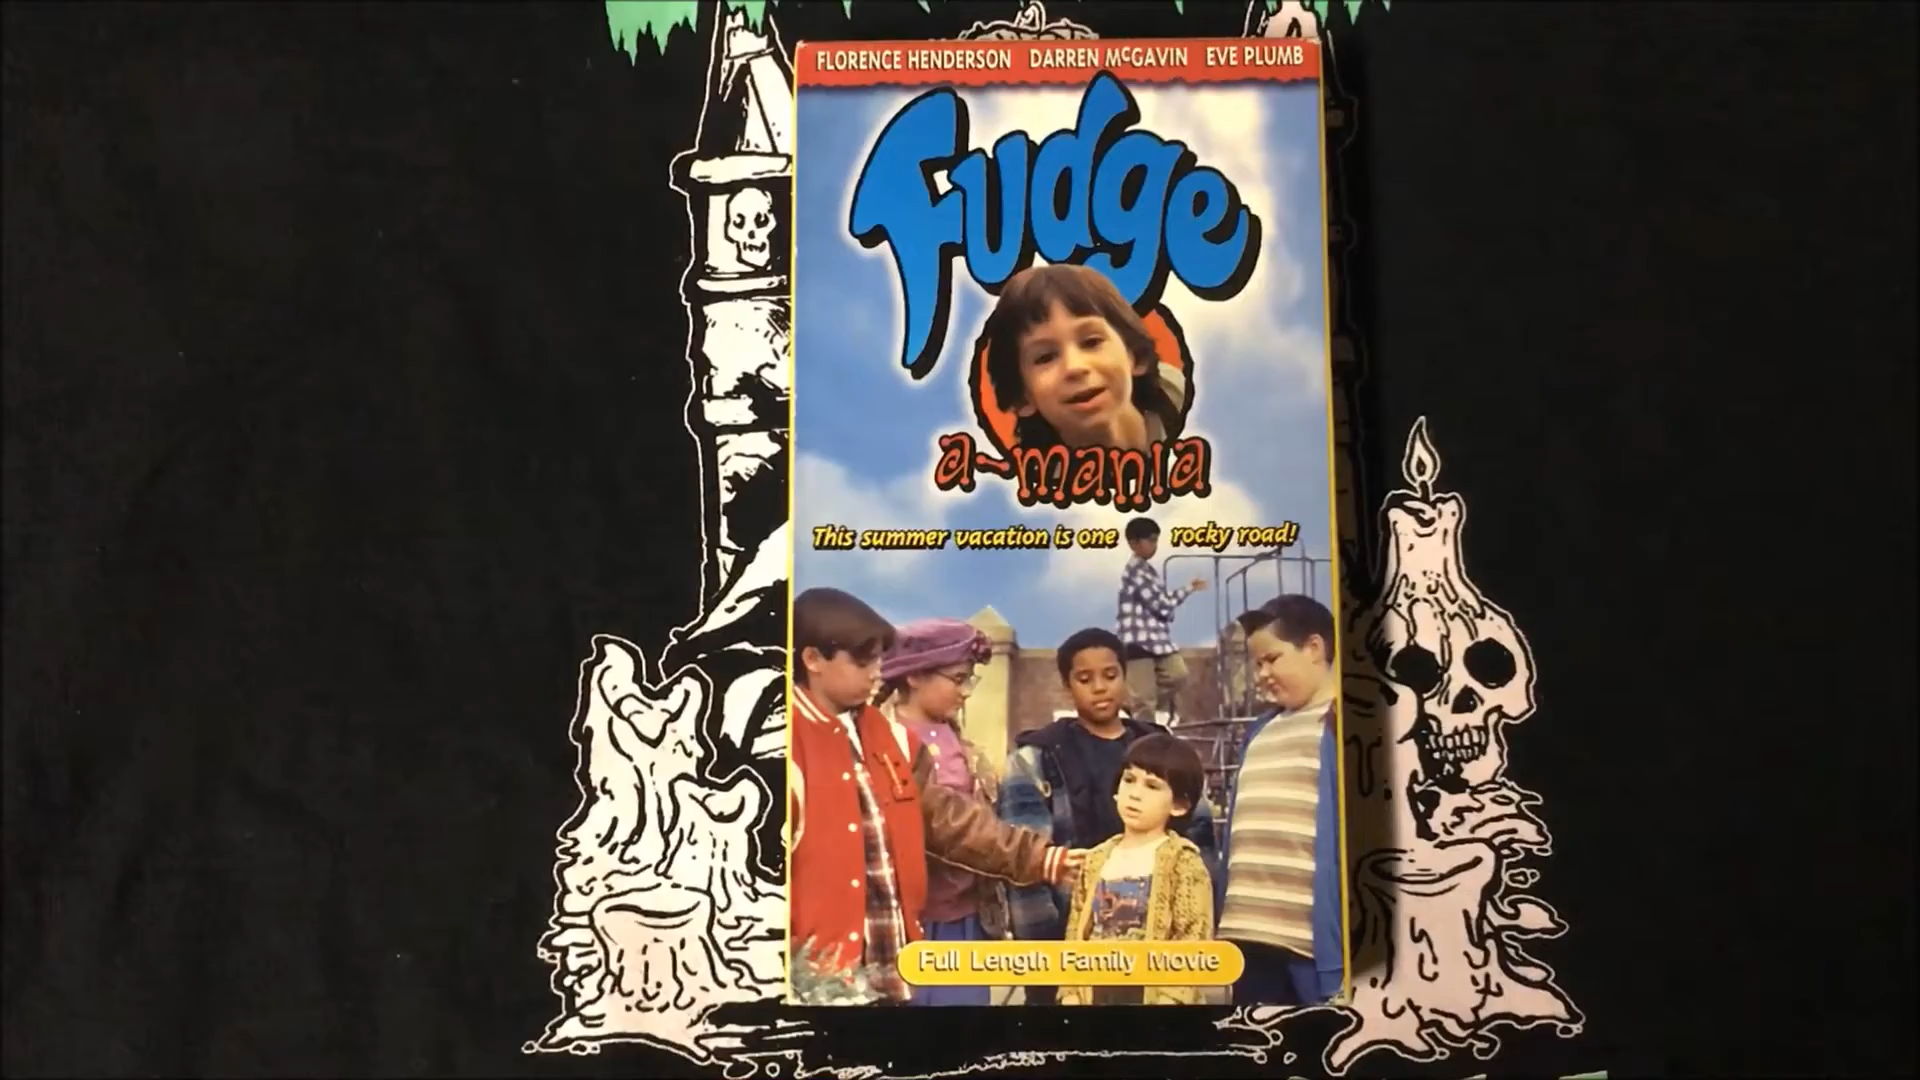 FLORENCE HENDERSON DARREN McGAVIN EVE PLUMB
Fudge
a-mania
This summer vacation is one rocky road!
Full Length Family Movie